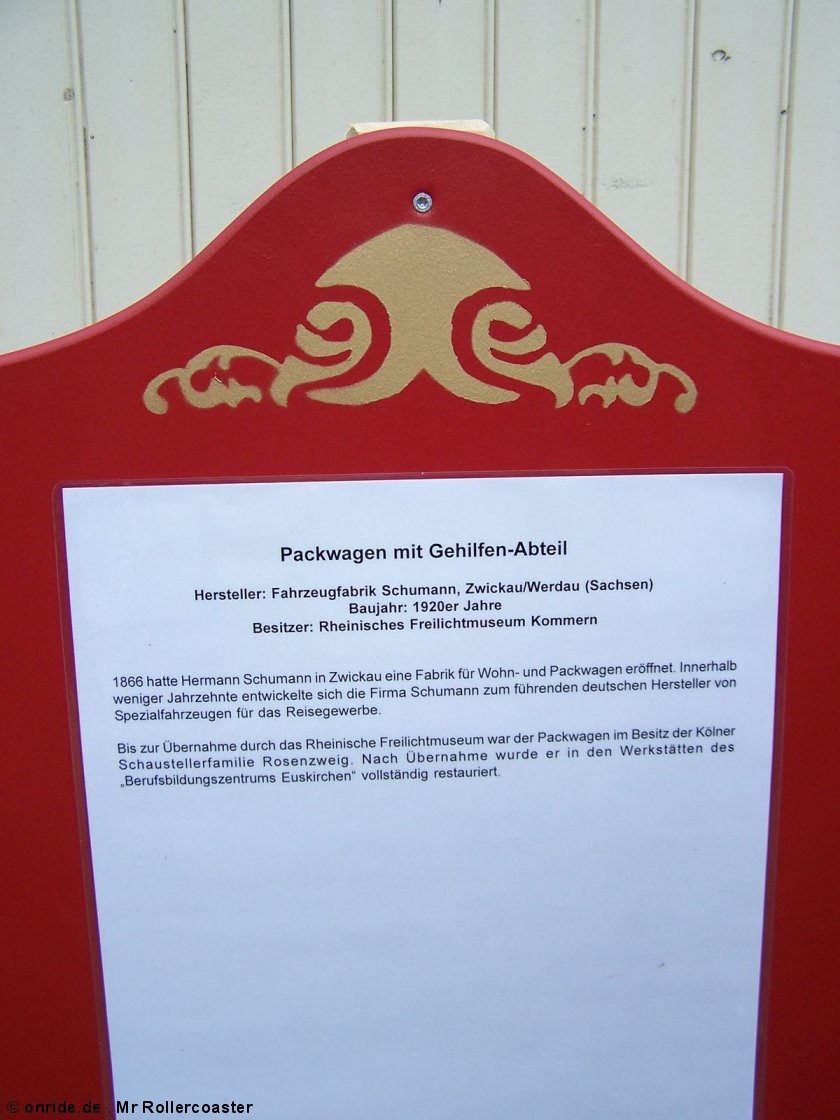 Packwagen mit Gehilfen-Abteil
Hersteller: Fahrzeugfabrik Schumann, Zwickau/Werdau (Sachsen)
Baujahr: 1920er Jahre
Besitzer: Rheinisches Freilichtmuseum Kommern
1866 hatte Hermann Schumann in Zwickau eine Fabrik für Wohn- und Packwagen eröffnet. Innerhalb
weniger Jahrzehnte entwickelte sich die Firma Schumann zum führenden deutschen Hersteller von
Spezialfahrzeugen für das Reisegewerbe.
Bis zur Übernahme durch das Rheinische Freilichtmuseum war der Packwagen im Besitz der Kölner
Schaustellerfamilie Rosenzweig. Nach Übernahme wurde er in den Werkstätten des
„Berufsbildungszentrums Euskirchen“ vollständig restauriert.
© onride.de . Mr Rollercoaster